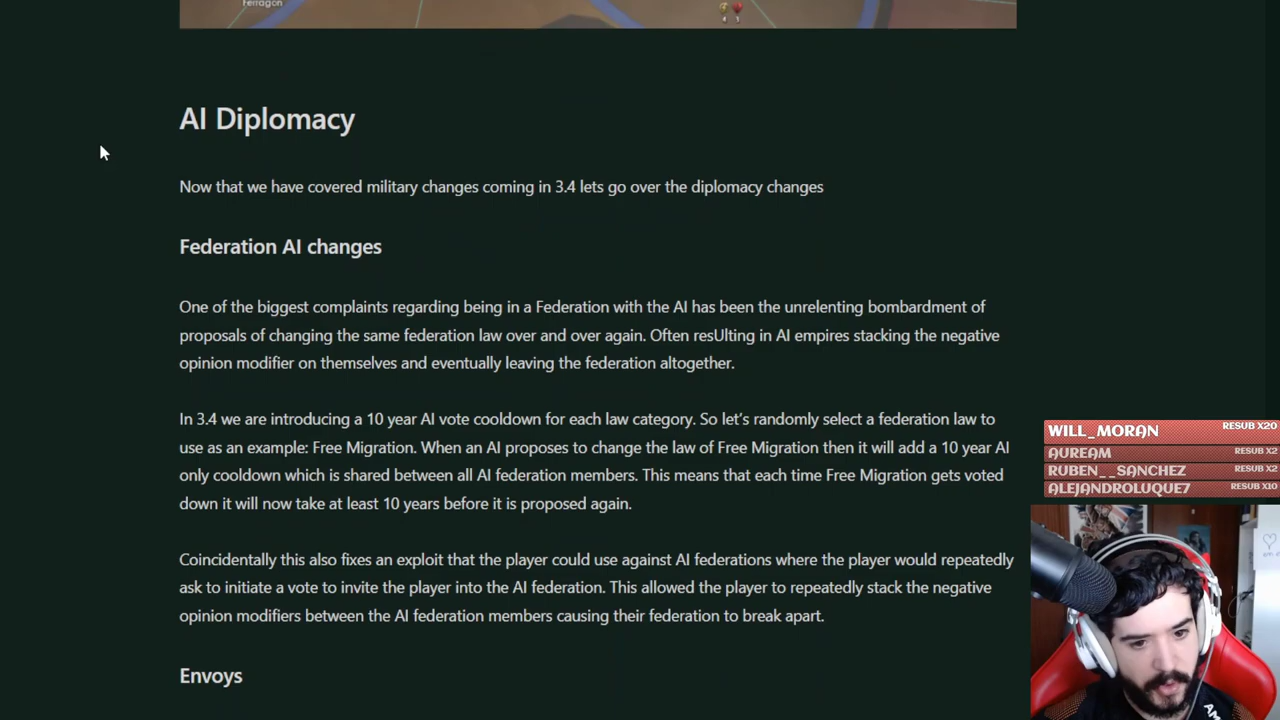 Ferragon
4 1
AI Diplomacy
Now that we have covered military changes coming in 3.4 lets go over the diplomacy changes
Federation AI changes
One of the biggest complaints regarding being in a Federation with the AI has been the unrelenting bombardment of
proposals of changing the same federation law over and over again. Often resUlting in AI empires stacking the negative
opinion modifier on themselves and eventually leaving the federation altogether.
In 3.4 we are introducing a 10 year AI vote cooldown for each law category. So let's randomly select a federation law to
use as an example: Free Migration. When an AI proposes to change the law of Free Migration then it will add a 10 year AI
only cooldown which is shared between all AI federation members. This means that each time Free Migration gets voted
down it will now take at least 10 years before it is proposed again.
WILL_MORAN RESUB X20
AUREAM RESUB X2
RUBEN__SANCHEZ RESUB X2
ALEJANDROLUQUE7 RESUB X10
Coincidentally this also fixes an exploit that the player could use against AI federations where the player would repeatedly
ask to initiate a vote to invite the player into the AI federation. This allowed the player to repeatedly stack the negative
opinion modifiers between the AI federation members causing their federation to break apart.
Envoys